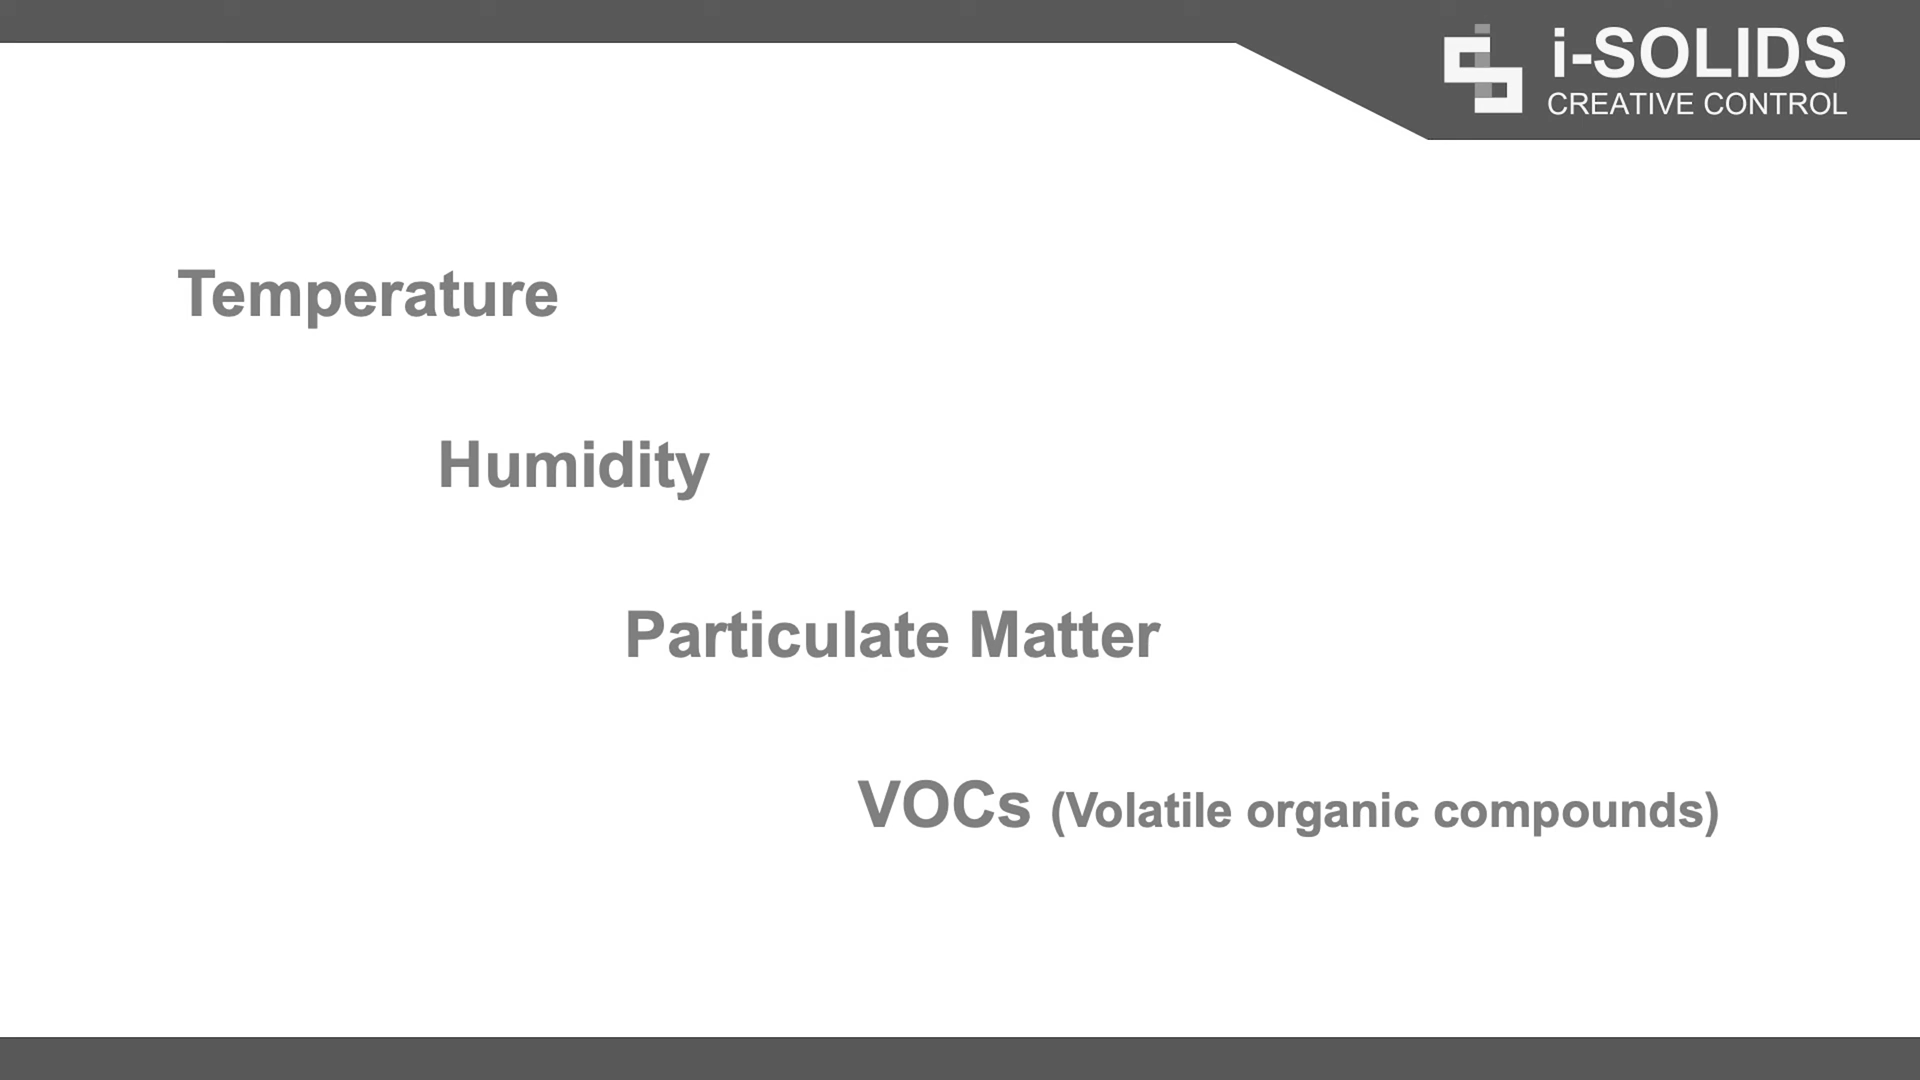 i-SOLIDS
CREATIVE CONTROL
Temperature
Humidity
Particulate Matter
VOCs (Volatile organic compounds)